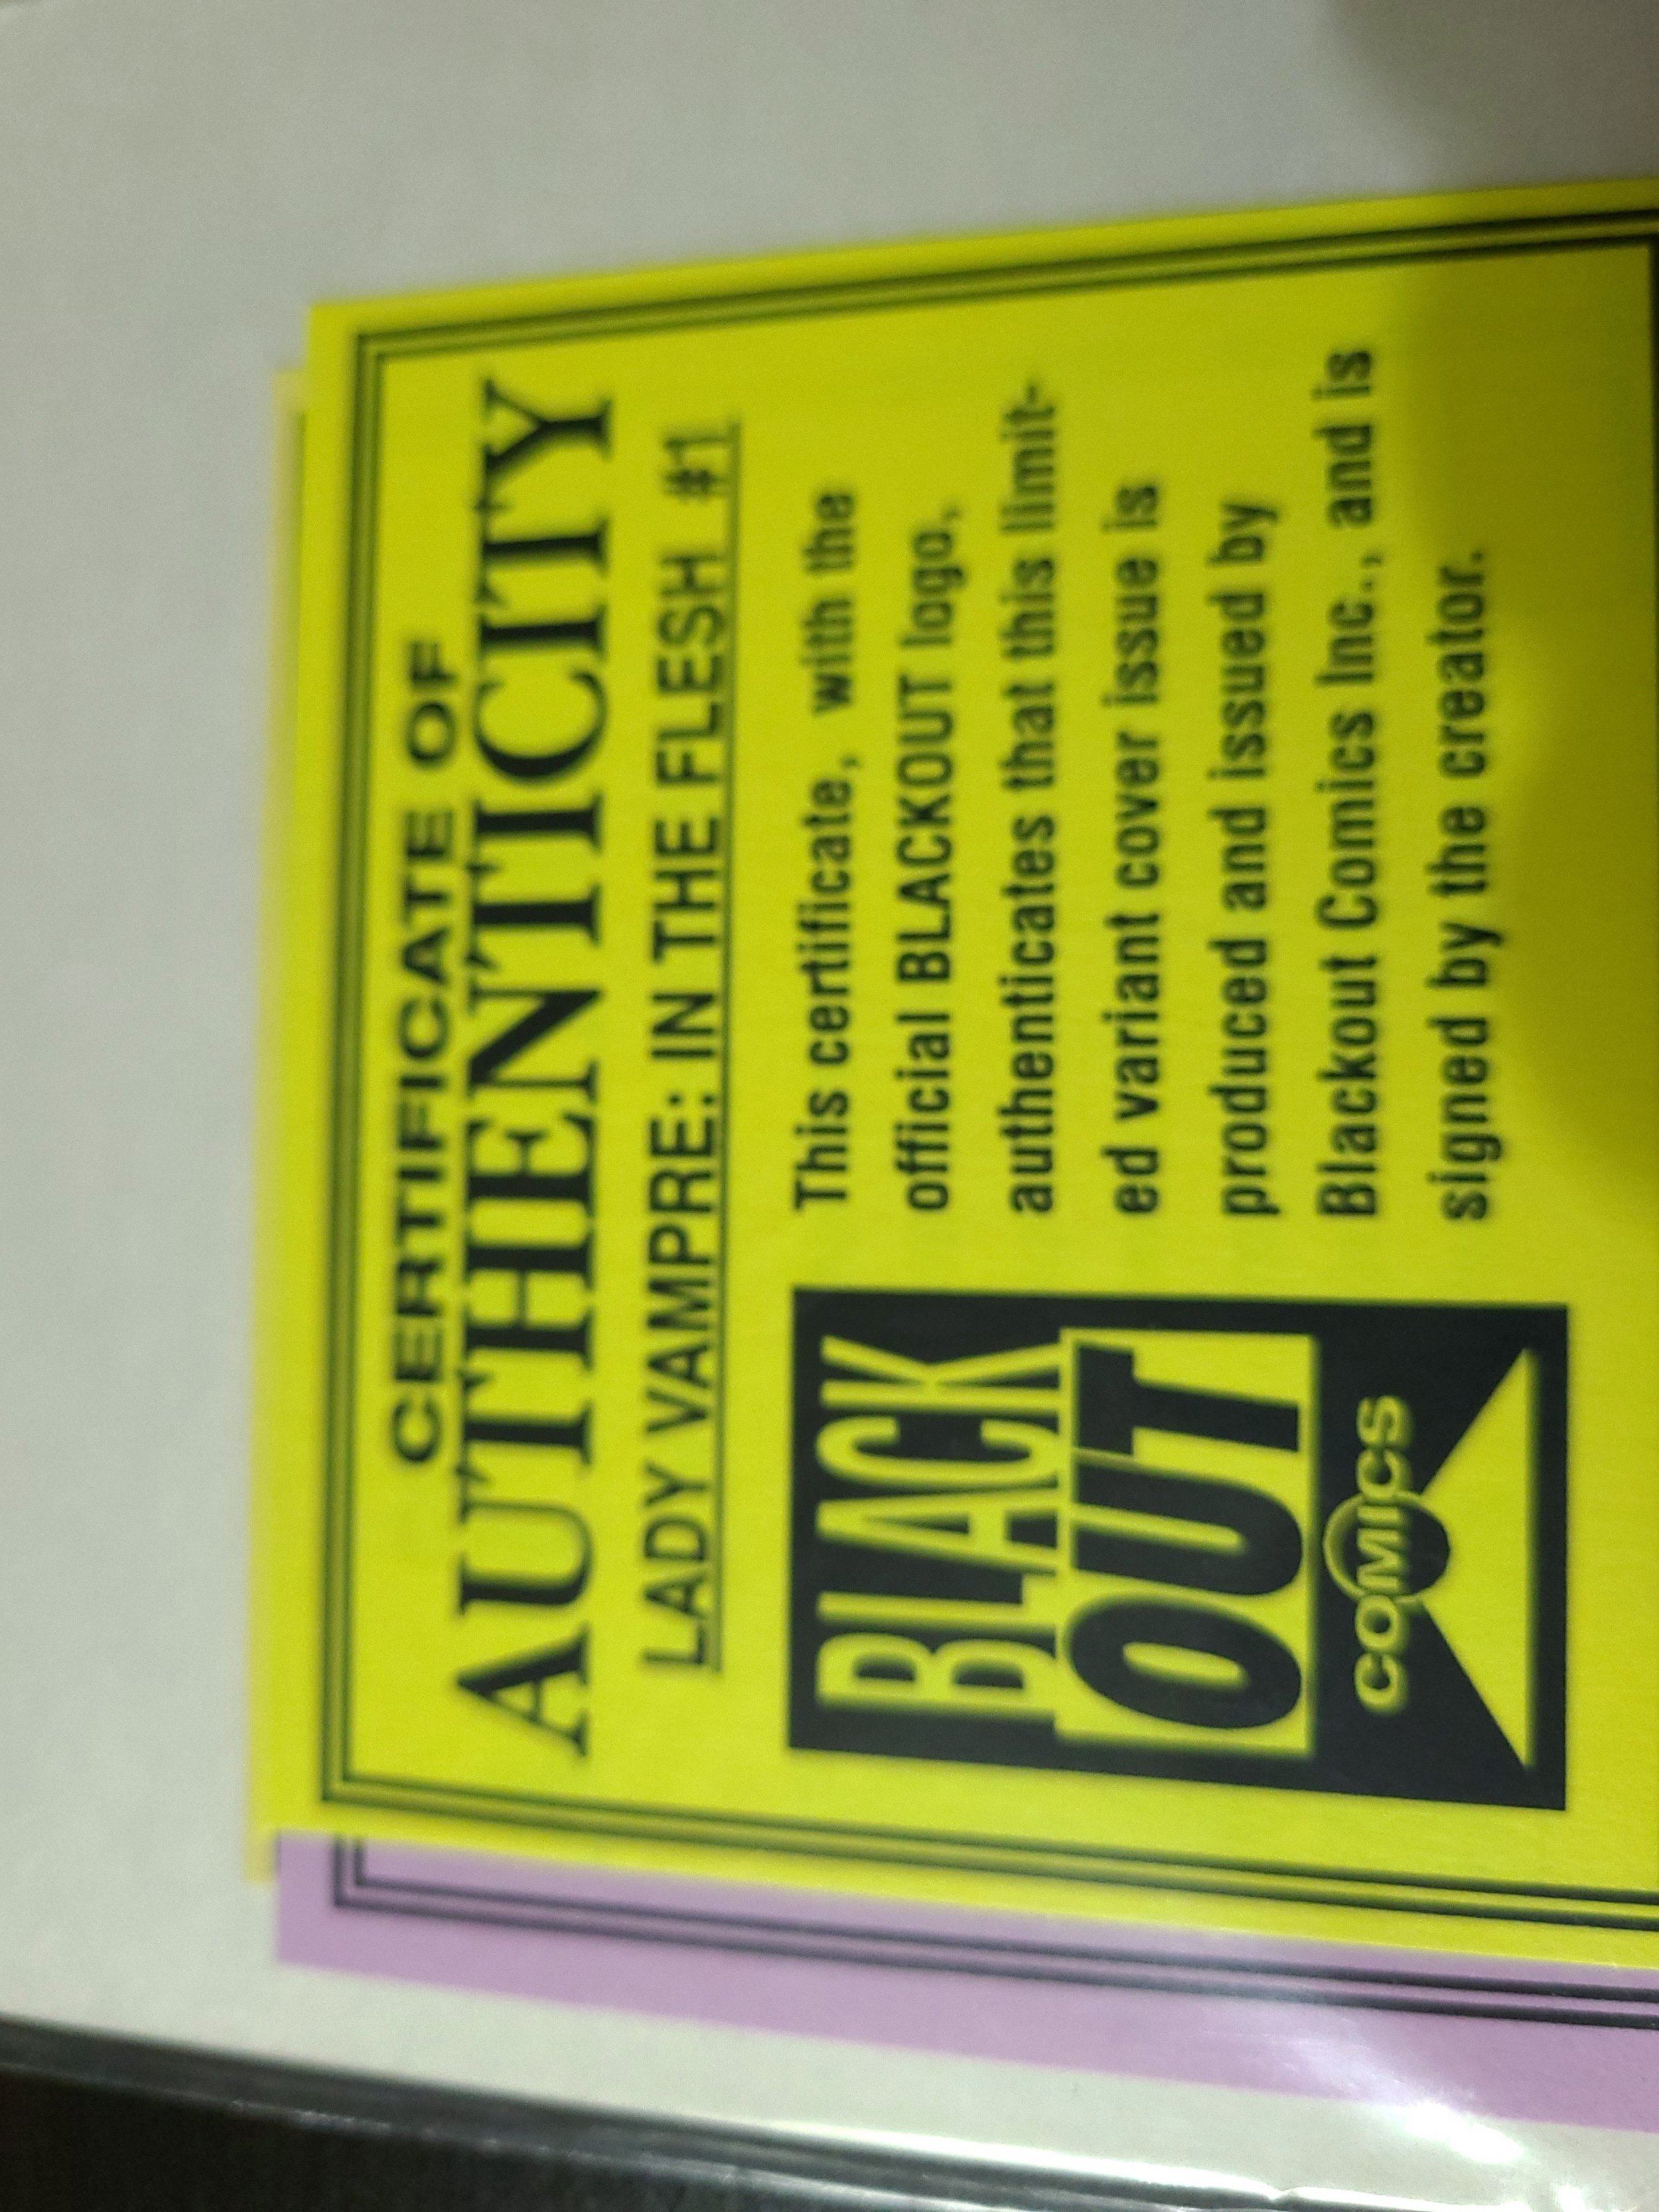 CERTIFICATE OF
AUTHENTICITY
LADY VAMPRE: IN THE FLESH #1
This certificate, with the
official BLACKOUT logo,
authenticates that this limit-
ed variant cover issue is
produced and issued by
Blackout Comics Inc., and is
signed by the creator.
BLACK
OUT
COMICS